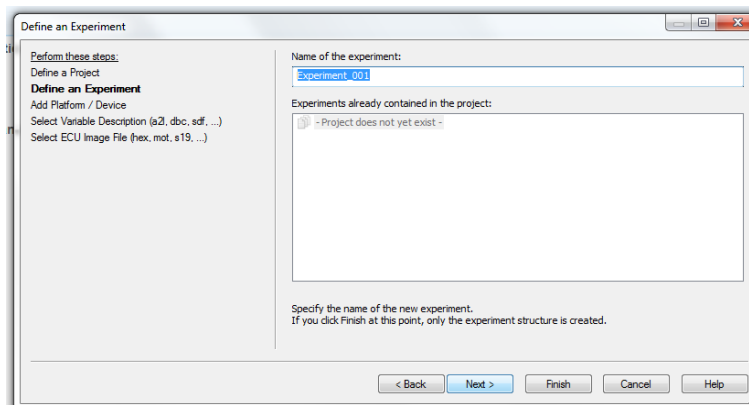 Define an Experiment
Perform these steps:
Define a Project
Define an Experiment
Add Platform / Device
Select Variable Description (a2l, dbc, sdf, ...)
Select ECU Image File (hex, mot, s19, ...)
Name of the experiment:
Experiment_001
Experiments already contained in the project:
- Project does not yet exist -
Specify the name of the new experiment.
If you click Finish at this point, only the experiment structure is created.
< Back
Next >
Finish
Cancel
Help